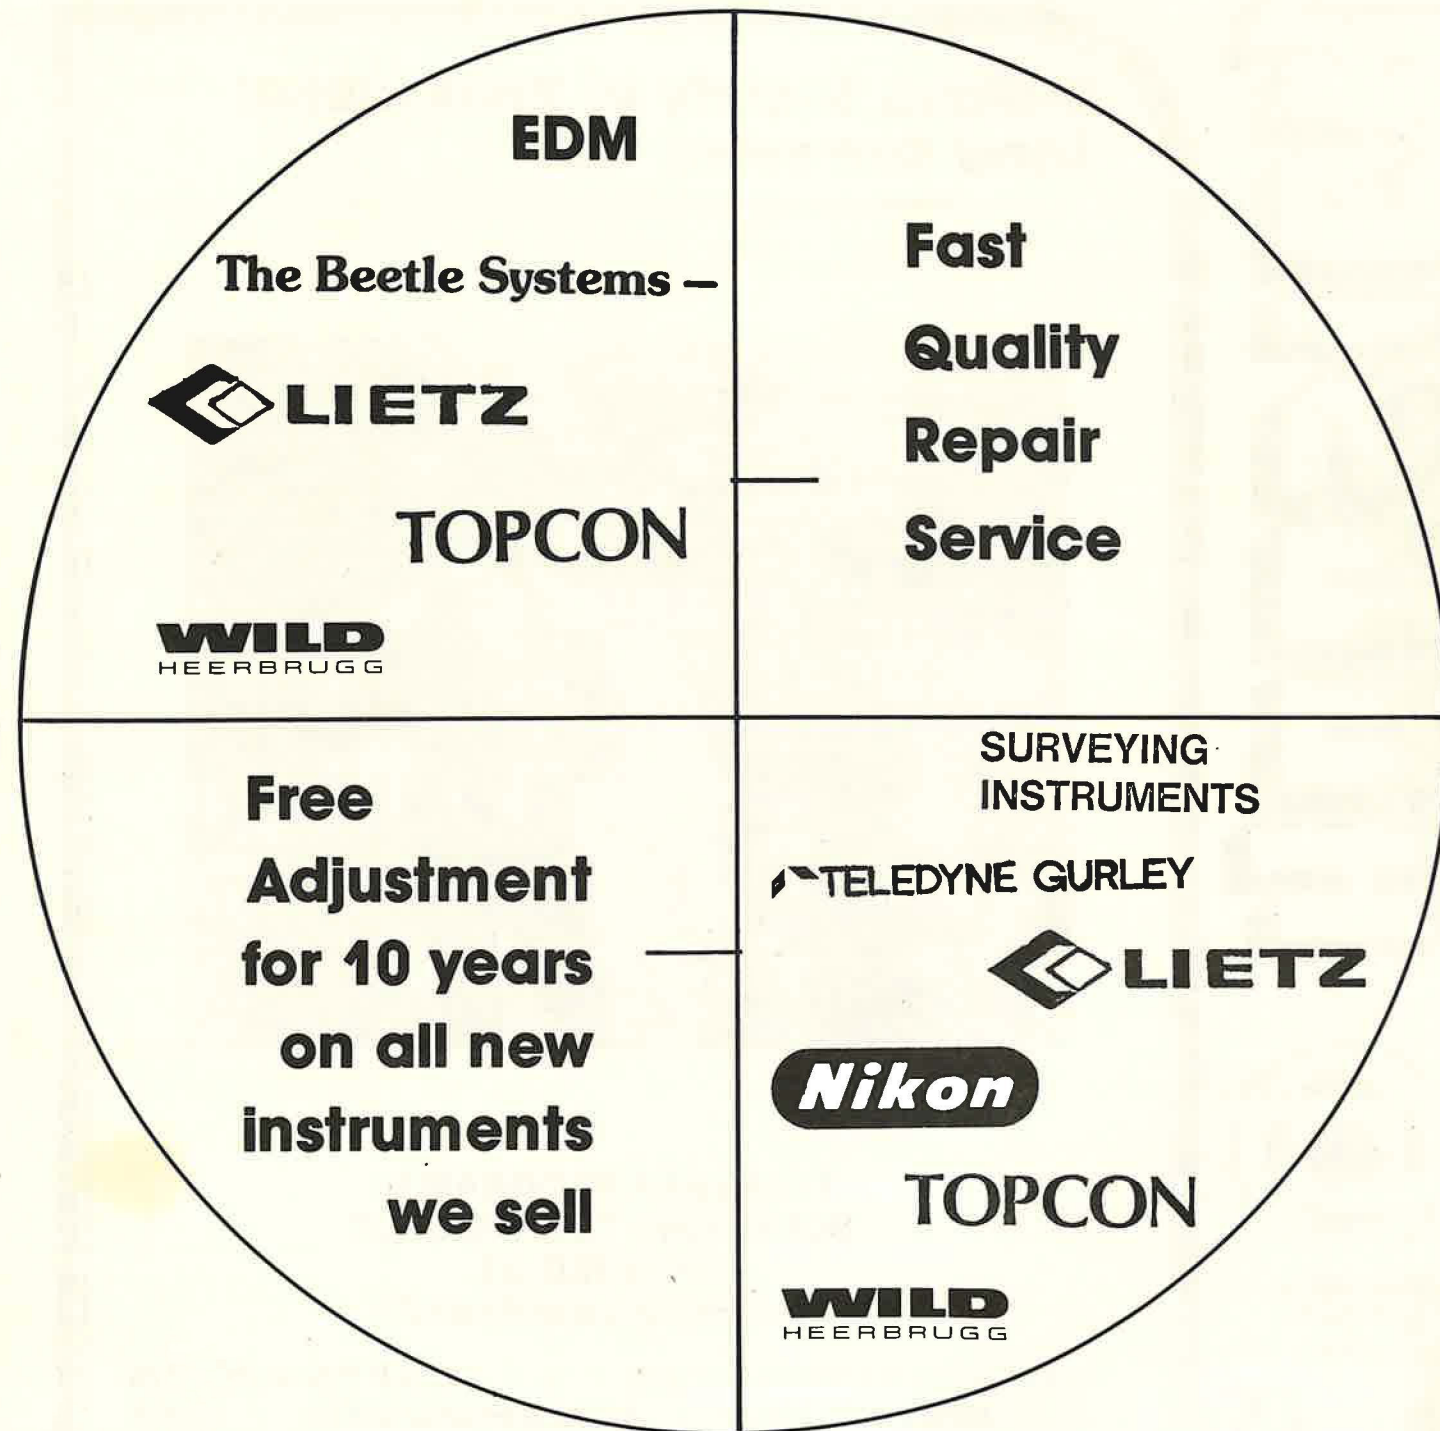 EDM
The Beetle Systems –
LIETZ
TOPCON
WILD
HEERBRUGG
Fast
Quality
Repair
Service
Free
Adjustment
for 10 years
on all new
instruments
we sell
SURVEYING
INSTRUMENTS
TELEDYNE GURLEY
LIETZ
Nikon
TOPCON
WILD
HEERBRUGG